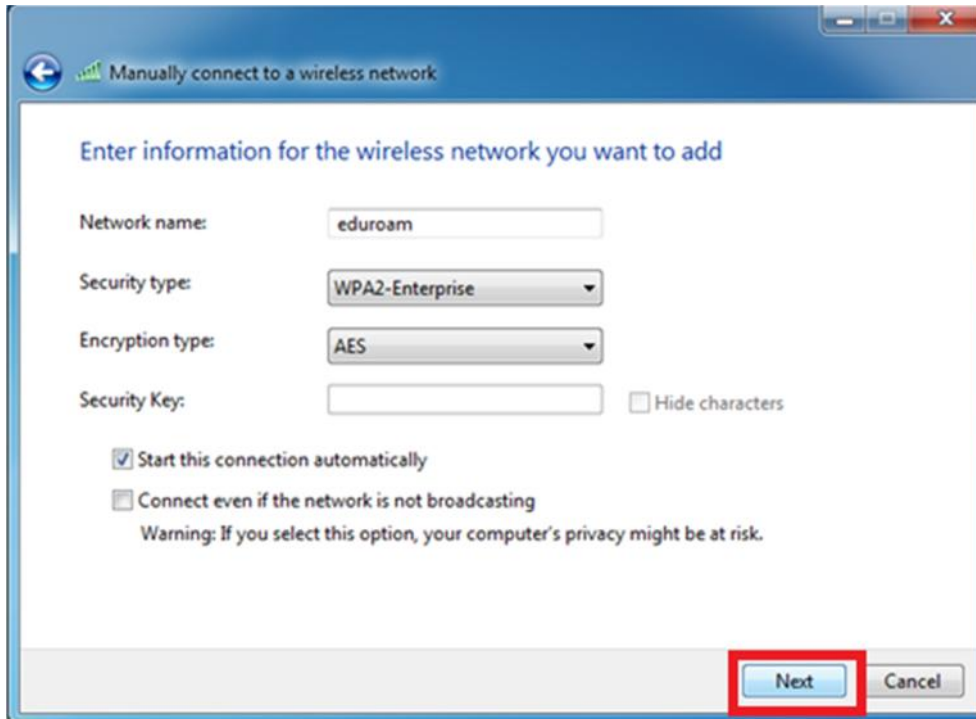 Manually connect to a wireless network
Enter information for the wireless network you want to add
Network name: eduroam
Security type: WPA2-Enterprise
Encryption type: AES
Security Key: Hide characters
Start this connection automatically
Connect even if the network is not broadcasting
Warning: If you select this option, your computer's privacy might be at risk.
Next Cancel